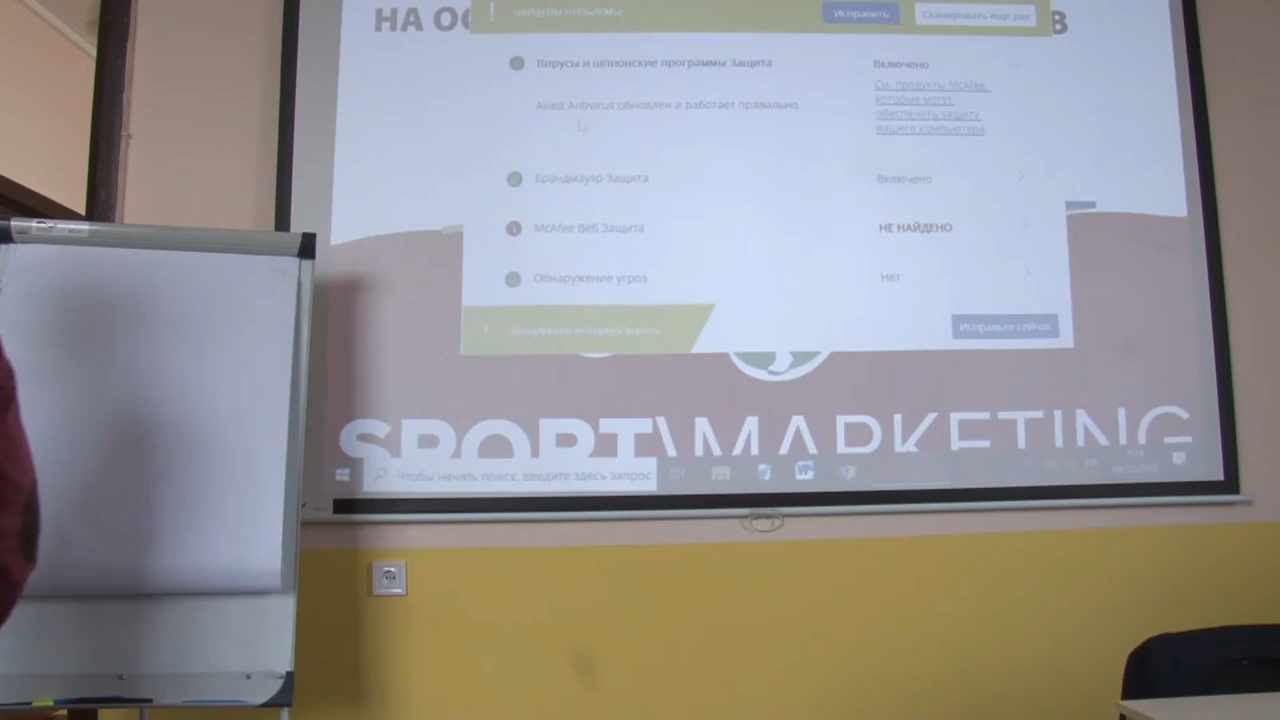 НА ОС
В
НАЙДЕНЫ ПРОБЛЕМЫ
Исправить
Сканировать еще раз
Вирусы и шпионские программы Защита
Включено
См. продукты McAfee,
которые могут
обеспечить защиту
вашего компьютера
Avast Antivirus обновлен и работает правильно
Брандмауэр Защита
Включено
McAfee Веб Защита
НЕ НАЙДЕНО
Обнаружение угроз
Нет
Исправьте сейчас
SPORT\MARKETING
Чтобы начать поиск, введите здесь запрос